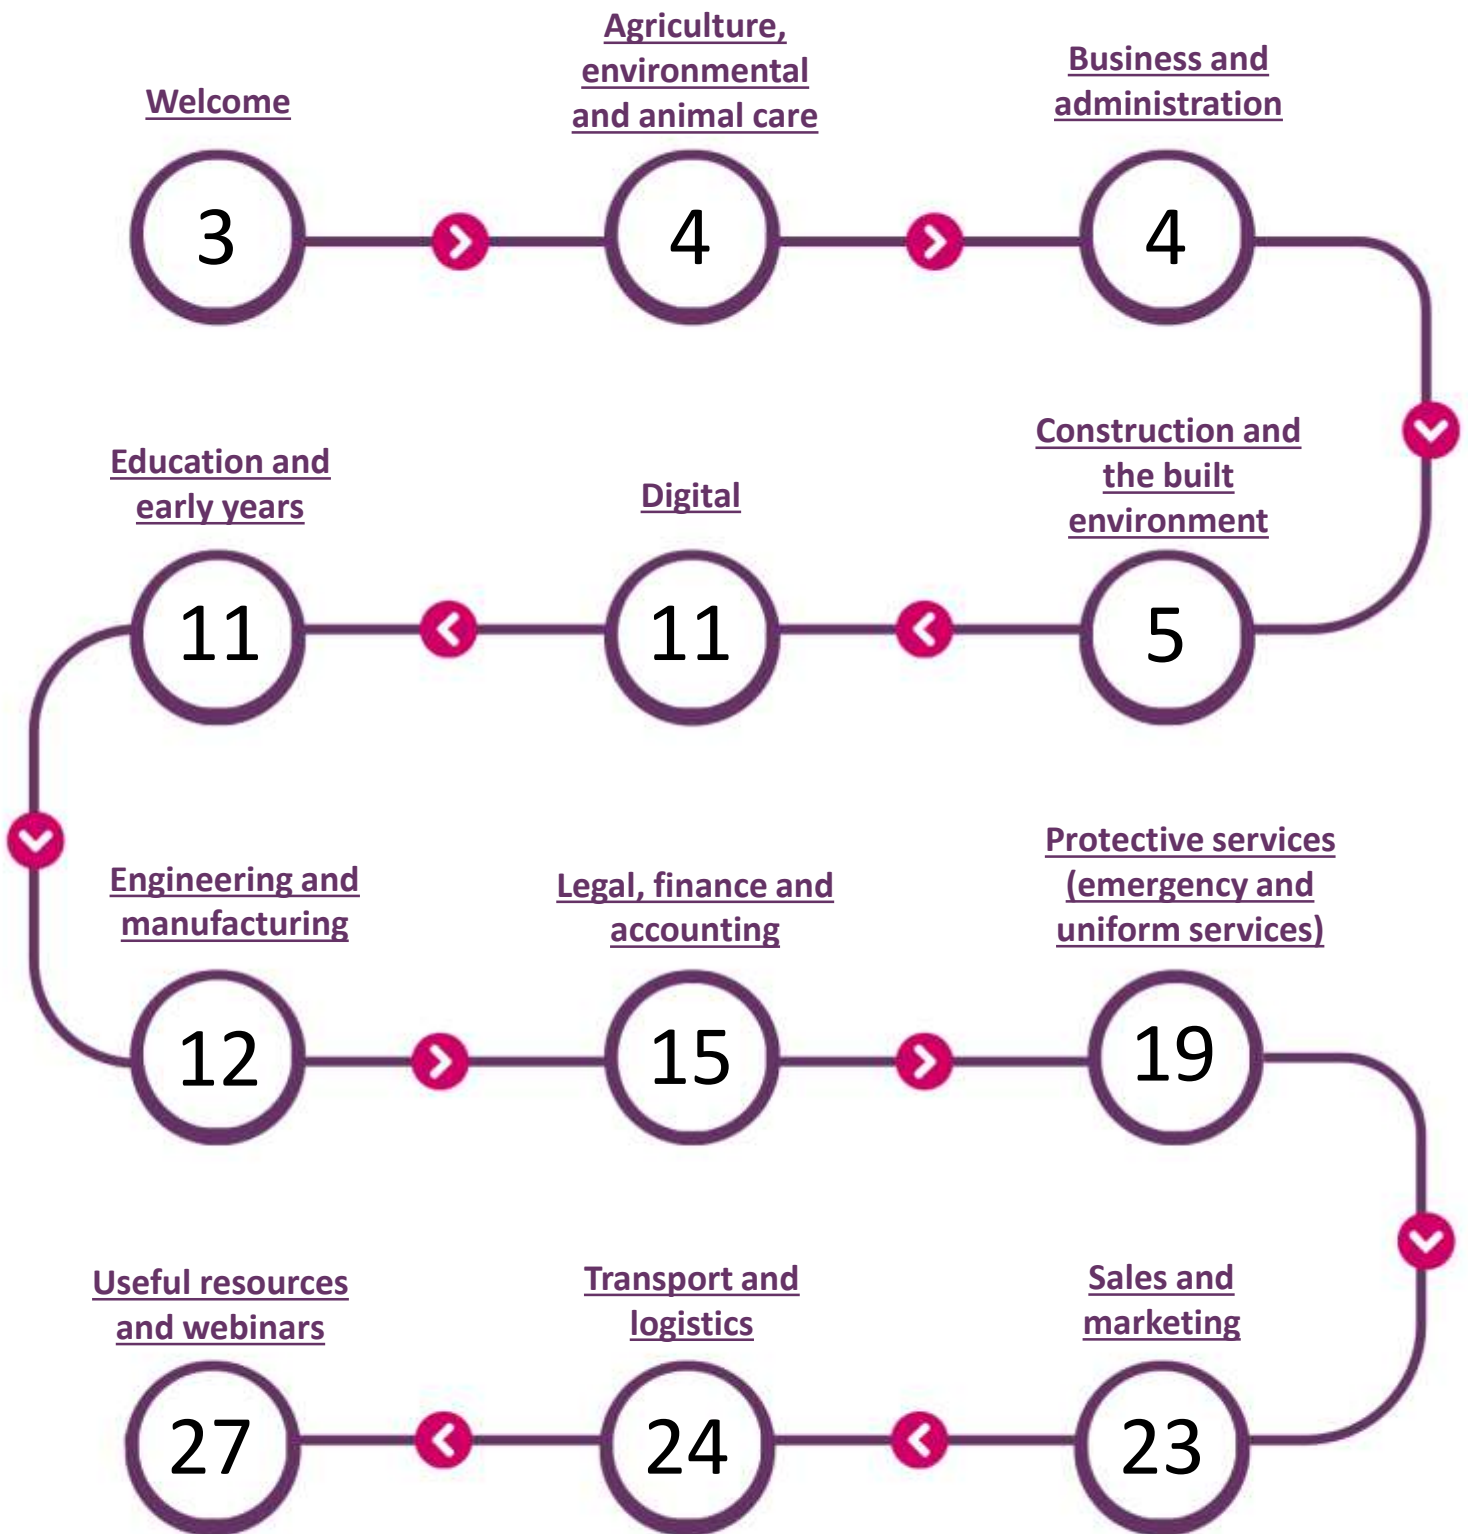 Welcome
3
Agriculture,
environmental
and animal care
4
Business and
administration
4
Construction and
the built
environment
5
Digital
11
Education and
early years
11
Engineering and
manufacturing
12
Legal, finance and
accounting
15
Protective services
(emergency and
uniform services)
19
Sales and
marketing
23
Transport and
logistics
24
Useful resources
and webinars
27